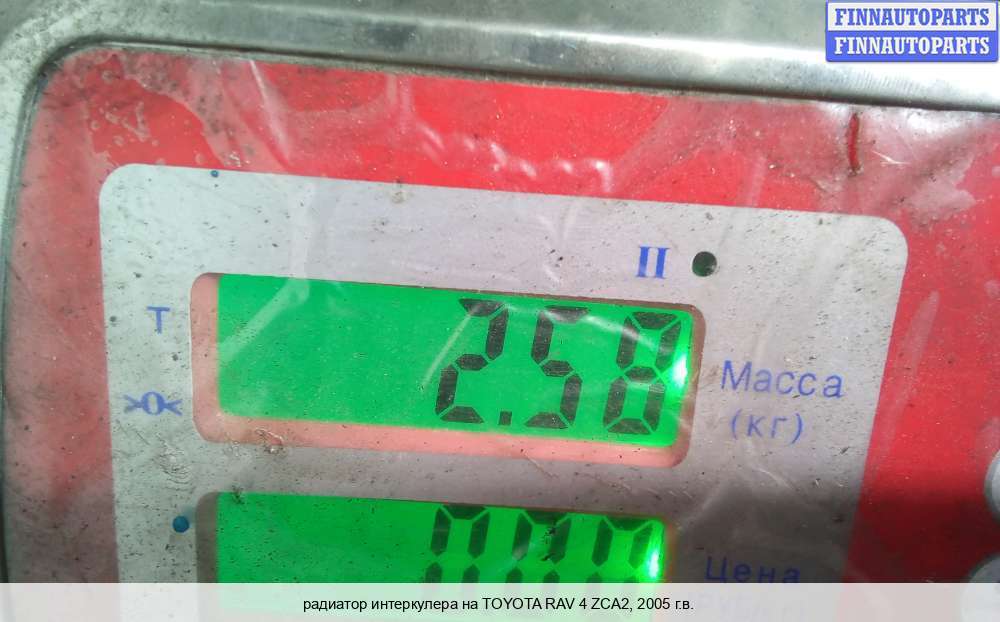 FINNAUTOPARTS
FINNAUTOPARTS
II
T
2.58
Масса
>0<
(кг)
Цена
радиатор интеркулера на TOYOTA RAV 4 ZCA2, 2005 г.в.